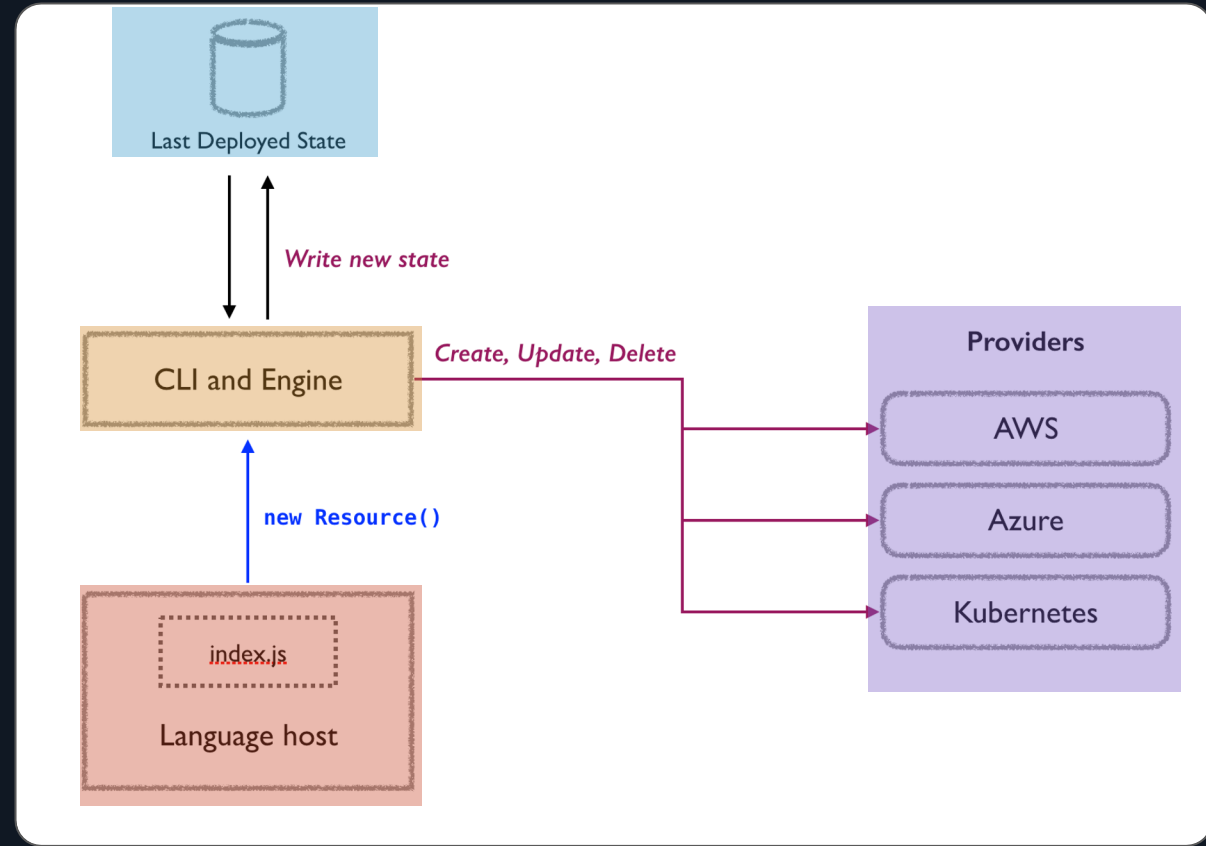 Last Deployed State
Write new state
CLI and Engine
Create, Update, Delete
Providers
AWS
Azure
Kubernetes
new Resource()
index.js
Language host